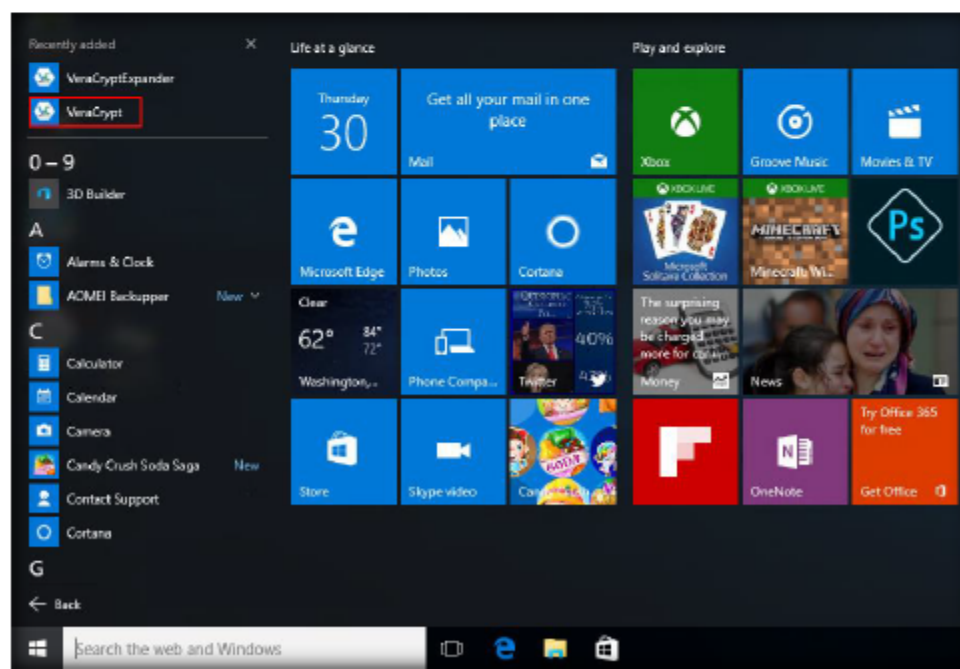 Recently added
VeraCryptExpander
VeraCrypt
0 – 9
3D Builder
A
Alarms & Clock
AOMEI Backupper New
C
Calculator
Calendar
Camera
Candy Crush Soda Saga New
Contact Support
Cortana
G
Back
Life at a glance
Thursday
30
Get all your mail in one
place
Mail
Microsoft Edge
Photos
Cortana
Clear
62° 84°
72°
Washington,...
Phone Compa...
Twitter
Store
Skype video
Play and explore
Xbox
Groove Music
Movies & TV
XBOX LIVE
Microsoft
Solitaire Collection
XBOX LIVE
MINECRAFT
Minecraft Wi...
Ps
The surprising
reason you may
be charged
more for
Money
News
OneNote
Try Office 365
for free
Get Office
Search the web and Windows